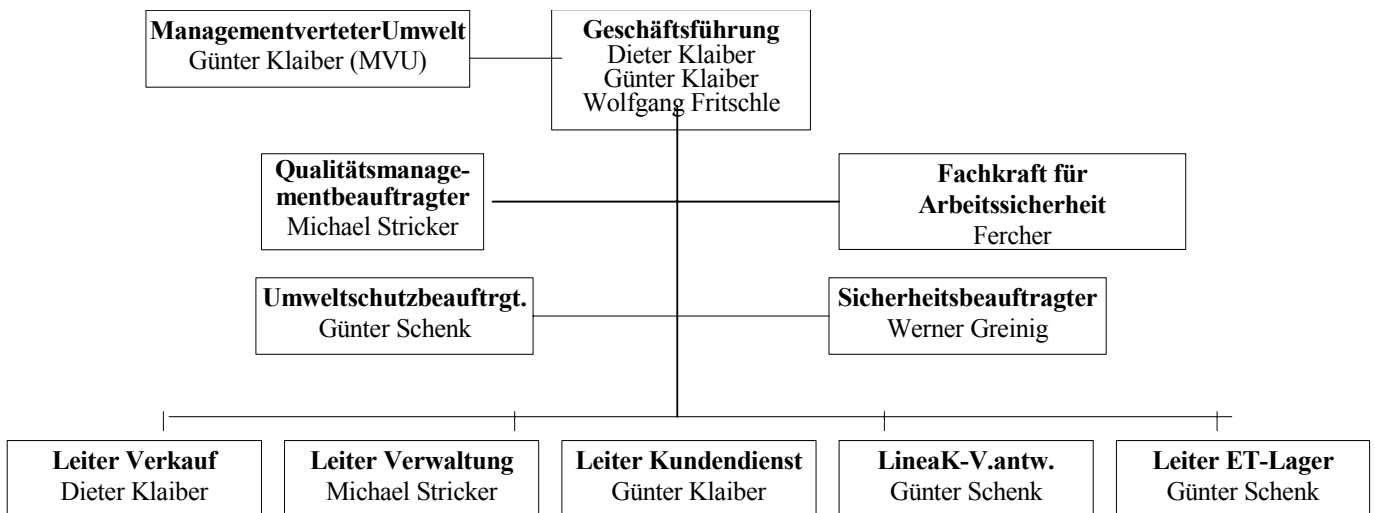 ManagementverteterUmwelt
Günter Klaiber (MVU)
Geschäftsführung
Dieter Klaiber
Günter Klaiber
Wolfgang Fritschle
Qualitätsmanage-
mentbeauftragter
Michael Stricker
Fachkraft für
Arbeitssicherheit
Fercher
Umweltschutzbeauftrgt.
Günter Schenk
Sicherheitsbeauftragter
Werner Greinig
Leiter Verkauf
Dieter Klaiber
Leiter Verwaltung
Michael Stricker
Leiter Kundendienst
Günter Klaiber
LineaK-V.antw.
Günter Schenk
Leiter ET-Lager
Günter Schenk